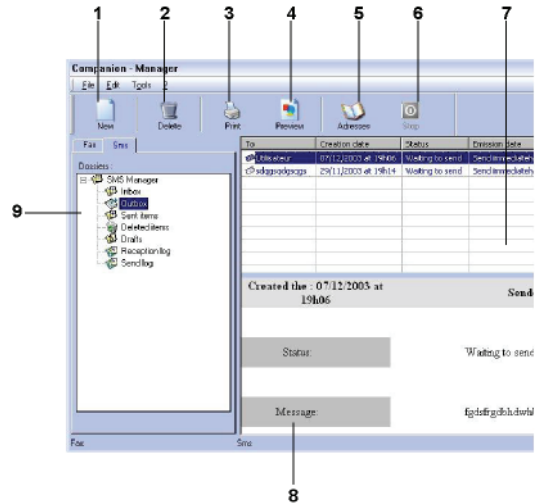 1 2 3 4 5 6 7
Companion - Manager
File Edit Tools ?
New Delete Print Preview Adresses Stop
Fax Sms
To Creation date Status Emission date
Dossiers :
Utilisateur 07/12/2003 at 19h06 Waiting to send Send immediately
29/11/2003 at 19h14 Waiting to send Send immediately
SMS Manager
Inbox
Outbox
Sent items
Deleted items
Drafts
Reception log
Send log
9
Created the : 07/12/2003 at
19h06
Send
Status: Waiting to send
Message:
Fax Sms
8